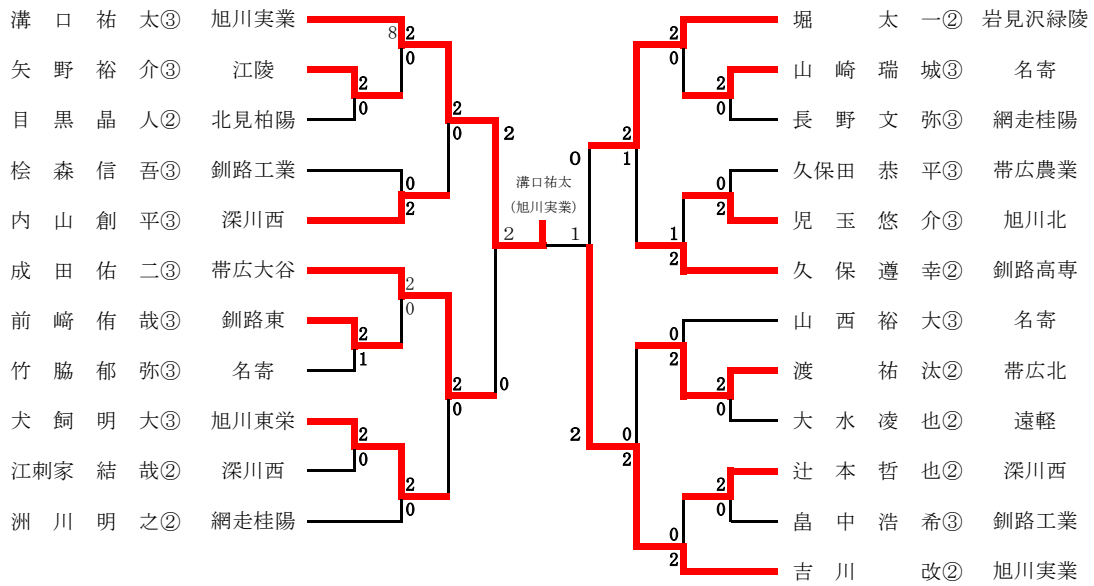 溝口祐太③ 旭川実業
矢野裕介③ 江陵
目黒晶人② 北見柏陽
桧森信吾③ 釧路工業
内山創平③ 深川西
成田佑二③ 帯広大谷
前﨑侑哉③ 釧路東
竹脇郁弥③ 名寄
犬飼明大③ 旭川東栄
江刺家結哉② 深川西
洲川明之② 網走桂陽
8 2
0
2
0
2
0
0
2
2
0
2
1
2
0
2
0
2
0
2
0
溝口祐太
(旭川実業)
2 1
0
2
2
0
2
0
2
1
0
2
1
2
0
2
2
0
0
2
2
0
0
2
堀太一② 岩見沢緑陵
山崎瑞城③ 名寄
長野文弥③ 網走桂陽
久保田恭平③ 帯広農業
児玉悠介③ 旭川北
久保遵幸② 釧路高専
山西裕大③ 名寄
渡祐汰② 帯広北
大水凌也② 遠軽
辻本哲也② 深川西
畠中浩希③ 釧路工業
吉川改② 旭川実業